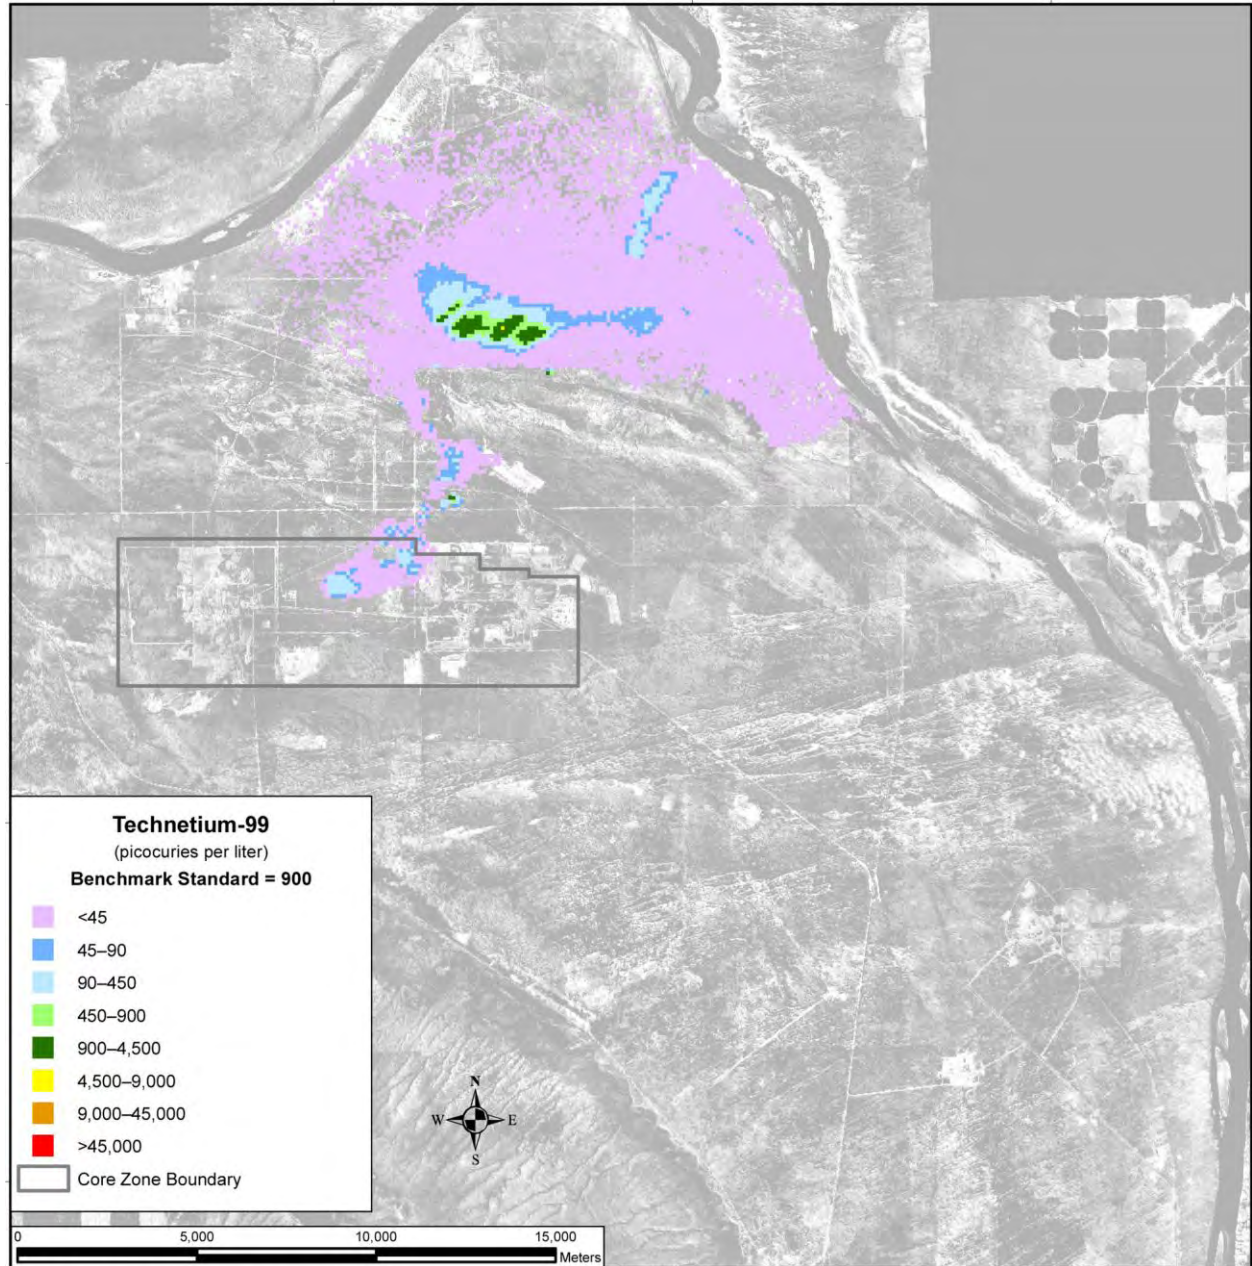 Technetium-99
(picocuries per liter)
Benchmark Standard = 900
<45
45–90
90–450
450–900
900–4,500
4,500–9,000
9,000–45,000
>45,000
Core Zone Boundary
N
W E
S
0 5,000 10,000 15,000
Meters